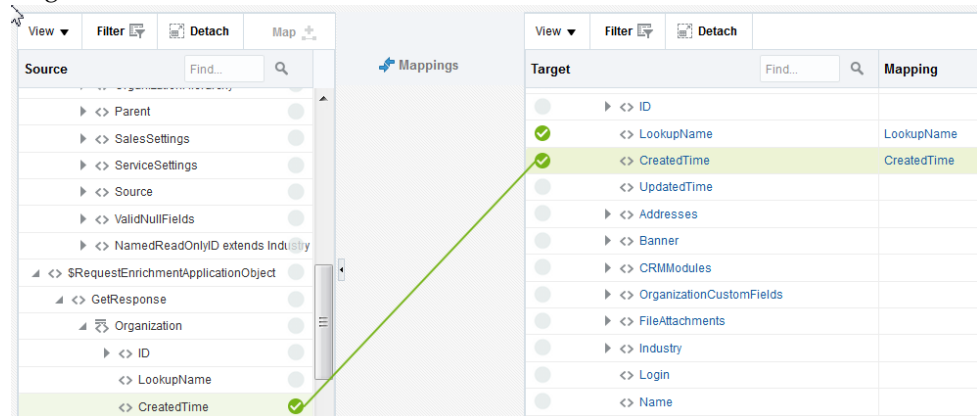 View ▼ Filter Detach Map
Source Find...
Parent
SalesSettings
ServiceSettings
Source
ValidNullFields
NamedReadOnlyID extends Industry
$RequestEnrichmentApplicationObject
GetResponse
Organization
ID
LookupName
CreatedTime
Mappings
View ▼ Filter Detach
Target Find... Mapping
ID
LookupName LookupName
CreatedTime CreatedTime
UpdatedTime
Addresses
Banner
CRMModules
OrganizationCustomFields
FileAttachments
Industry
Login
Name